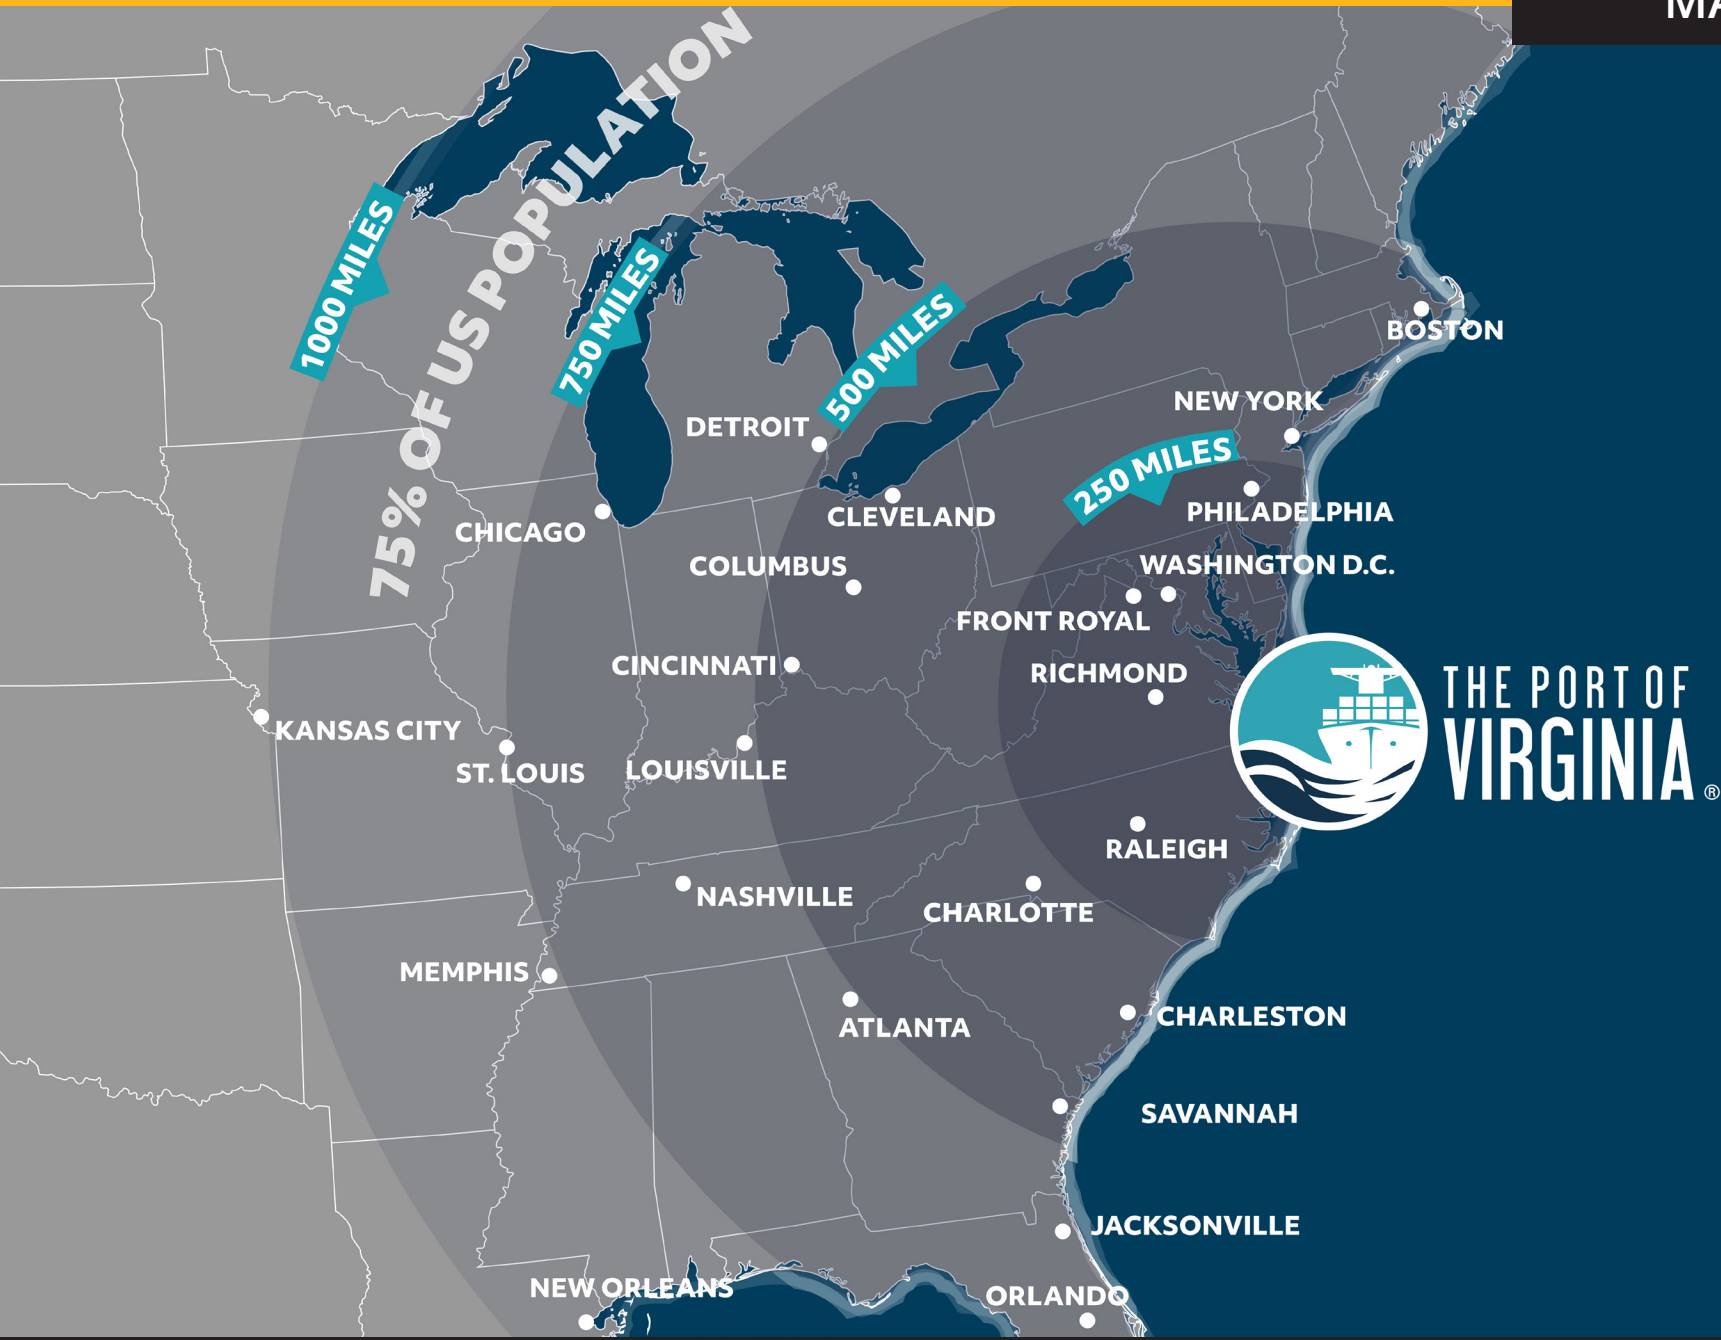 75% OF US POPULATION
1000 MILES
750 MILES
500 MILES
250 MILES
BOSTON
NEW YORK
DETROIT
PHILADELPHIA
CLEVELAND
CHICAGO
COLUMBUS
WASHINGTON D.C.
FRONT ROYAL
CINCINNATI
RICHMOND
THE PORT OF
VIRGINIA®
KANSAS CITY
ST. LOUIS
LOUISVILLE
RALEIGH
NASHVILLE
CHARLOTTE
MEMPHIS
CHARLESTON
ATLANTA
SAVANNAH
JACKSONVILLE
NEW ORLEANS
ORLANDO